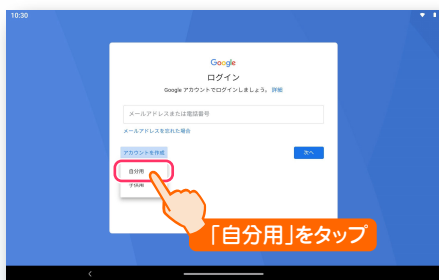 10:30
Google
ログイン
Google アカウントでログインしましょう。 詳細
メールアドレスまたは電話番号
メールアドレスを忘れた場合
アカウントを作成
次へ
自分用
子供用
「自分用」をタップ